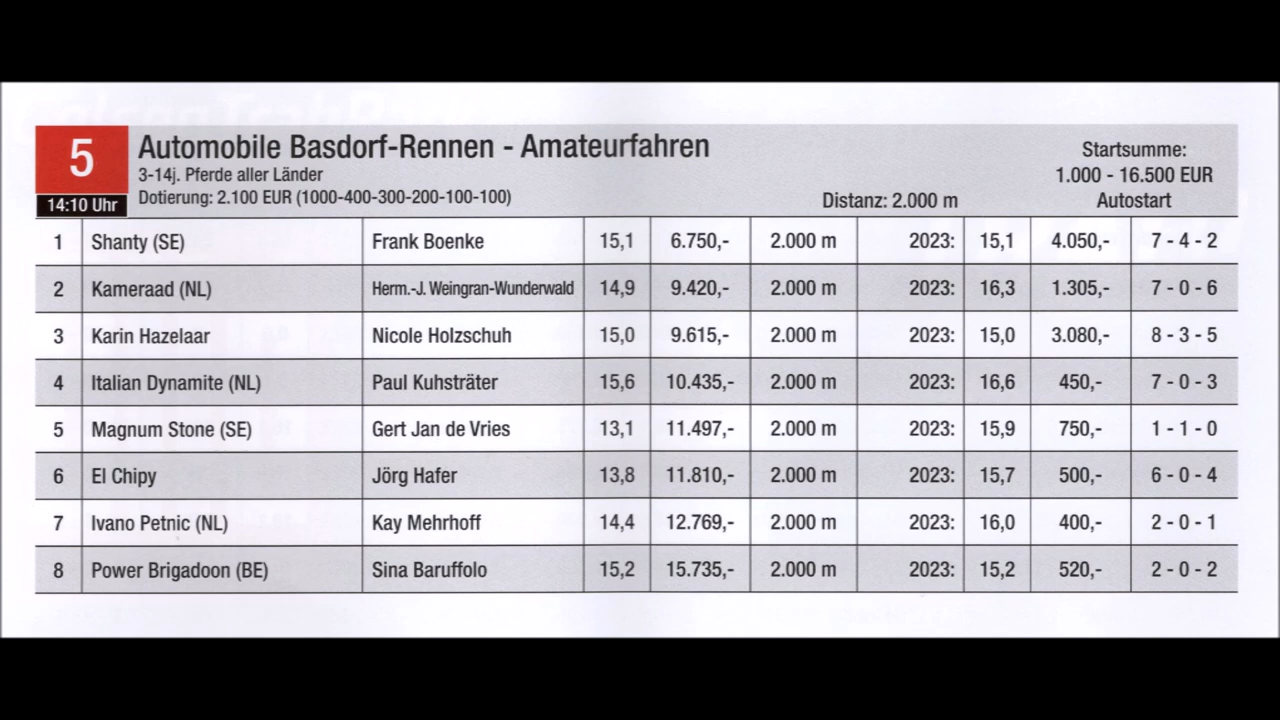 5
14:10 Uhr
Automobile Basdorf-Rennen - Amateurfahren
3-14j. Pferde aller Länder
Dotierung: 2.100 EUR (1000-400-300-200-100-100)
Distanz: 2.000 m
Startsumme:
1.000 - 16.500 EUR
Autostart
1 Shanty (SE) Frank Boenke 15,1 6.750,- 2.000 m 2023: 15,1 4.050,- 7 - 4 - 2
2 Kameraad (NL) Herm.-J. Weingran-Wunderwald 14,9 9.420,- 2.000 m 2023: 16,3 1.305,- 7 - 0 - 6
3 Karin Hazelaar Nicole Holzschuh 15,0 9.615,- 2.000 m 2023: 15,0 3.080,- 8 - 3 - 5
4 Italian Dynamite (NL) Paul Kuhsträter 15,6 10.435,- 2.000 m 2023: 16,6 450,- 7 - 0 - 3
5 Magnum Stone (SE) Gert Jan de Vries 13,1 11.497,- 2.000 m 2023: 15,9 750,- 1 - 1 - 0
6 El Chipy Jörg Hafer 13,8 11.810,- 2.000 m 2023: 15,7 500,- 6 - 0 - 4
7 Ivano Petnic (NL) Kay Mehrhoff 14,4 12.769,- 2.000 m 2023: 16,0 400,- 2 - 0 - 1
8 Power Brigadoon (BE) Sina Baruffolo 15,2 15.735,- 2.000 m 2023: 15,2 520,- 2 - 0 - 2